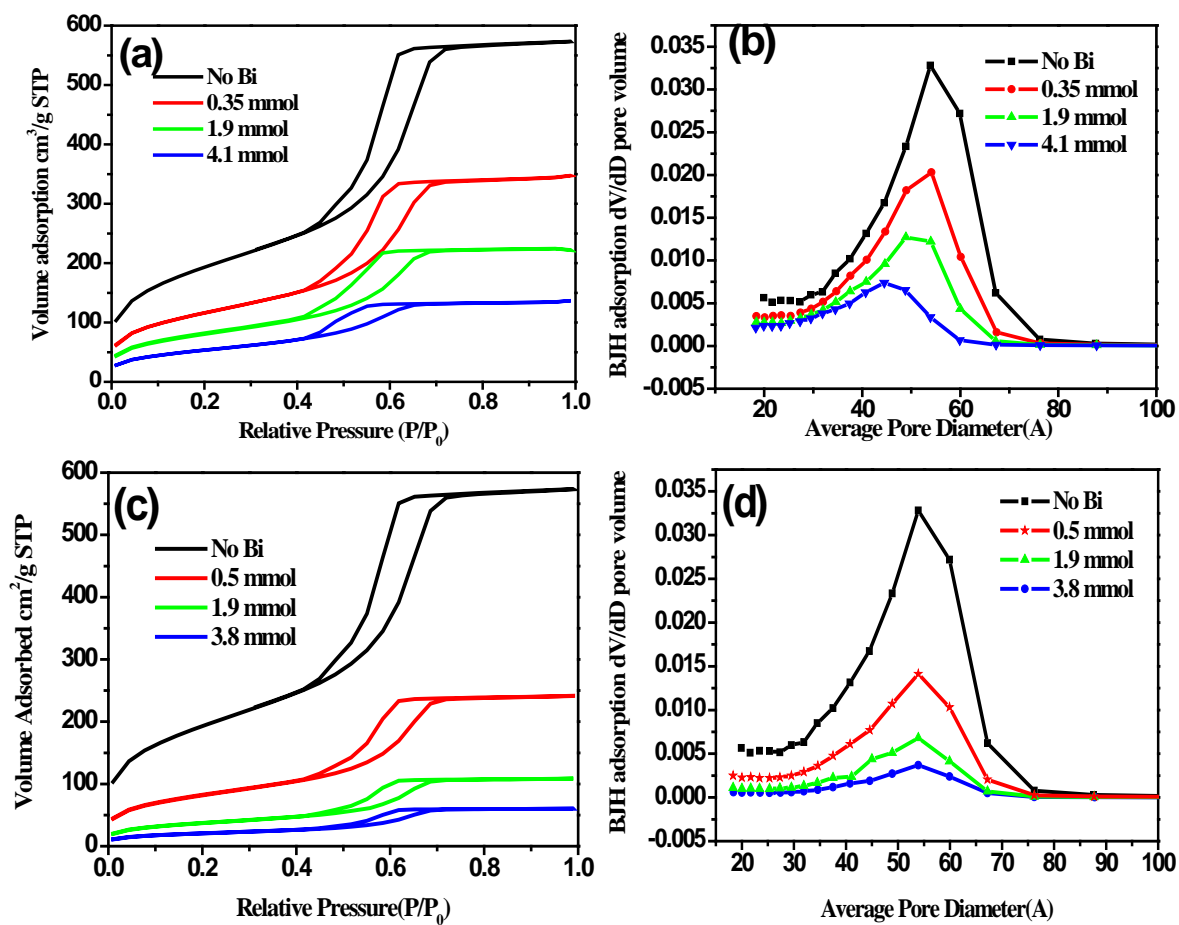 (a)
No Bi
0.35 mmol
1.9 mmol
4.1 mmol
Volume adsorption cm³/g STP
600
500
400
300
200
100
0
0.0 0.2 0.4 0.6 0.8 1.0
Relative Pressure (P/P₀)
(b)
No Bi
0.35 mmol
1.9 mmol
4.1 mmol
BJH adsorption dV/dD pore volume
0.035
0.030
0.025
0.020
0.015
0.010
0.005
0.000
-0.005
20 40 60 80 100
Average Pore Diameter(A)
(c)
No Bi
0.5 mmol
1.9 mmol
3.8 mmol
Volume Adsorbed cm²/g STP
600
500
400
300
200
100
0
0.0 0.2 0.4 0.6 0.8 1.0
Relative Pressure(P/P₀)
(d)
No Bi
0.5 mmol
1.9 mmol
3.8 mmol
BJH adsorption dV/dD pore volume
0.035
0.030
0.025
0.020
0.015
0.010
0.005
0.000
-0.005
20 30 40 50 60 70 80 90 100
Average Pore Diameter(A)